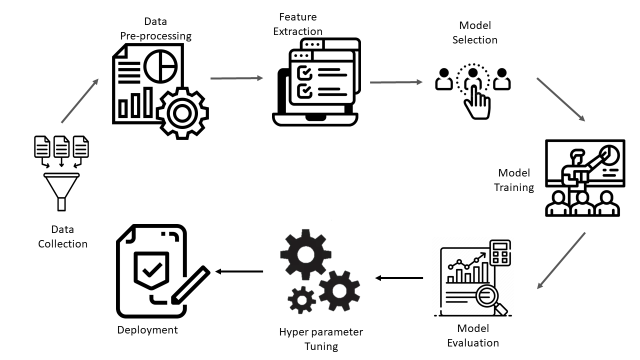 Data
Pre-processing
Feature
Extraction
Model
Selection
Model
Training
Data
Collection
Deployment
Hyper parameter
Tuning
Model
Evaluation